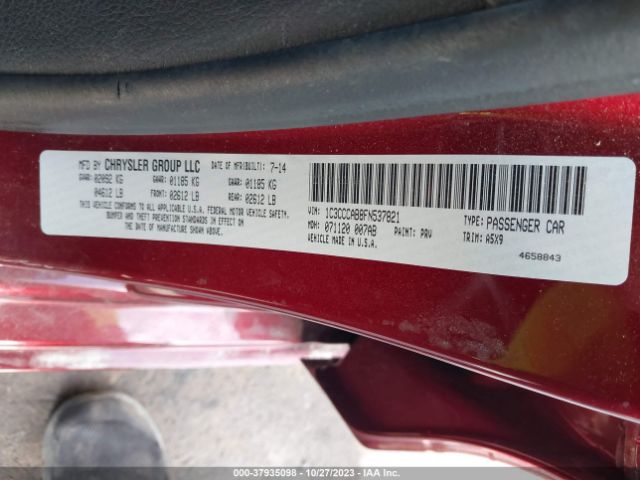 MFD BY CHRYSLER GROUP LLC DATE OF MFR(BUILT): 7-14
GVWR: 02092 KG GAWR: 01185 KG GAWR: 01185 KG
04612 LB FRONT: 02612 LB REAR: 02612 LB
THIS VEHICLE CONFORMS TO ALL APPLICABLE U.S.A. FEDERAL MOTOR VEHICLE SAFETY,
BUMPER AND THEFT PREVENTION STANDARDS IN EFFECT ON
THE DATE OF MANUFACTURE SHOWN ABOVE.
VIN: 1C3CCCAB8FN537821 TYPE: PASSENGER CAR
MDH: 071120 007AB PAINT: PRV TRIM: A5X9
VEHICLE MADE IN U.S.A. 4658843
000-37935098 - 10/27/2023 - IAA Inc.